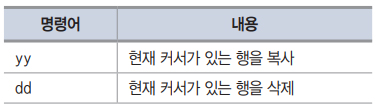 명령어 내용
yy 현재 커서가 있는 행을 복사
dd 현재 커서가 있는 행을 삭제